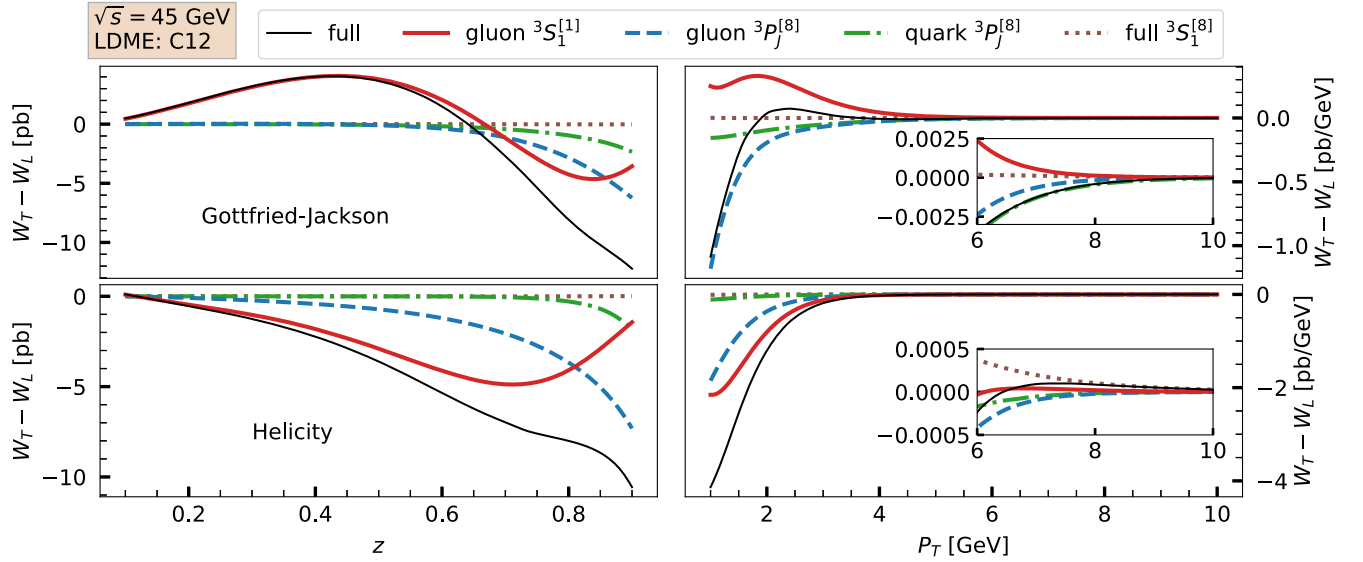 √s = 45 GeV
LDME: C12
full
gluon ³S₁^[1]
gluon ³P_J^[8]
quark ³P_J^[8]
full ³S₁^[8]
W_T − W_L [pb]
0
−5
−10
Gottfried-Jackson
0.0
−0.5
−1.0
W_T − W_L [pb/GeV]
0.0025
0.0000
−0.0025
6
8
10
W_T − W_L [pb]
0
−5
−10
Helicity
0.2
0.4
0.6
0.8
z
0
−2
−4
W_T − W_L [pb/GeV]
0.0005
0.0000
−0.0005
6
8
10
2
4
6
8
10
P_T [GeV]